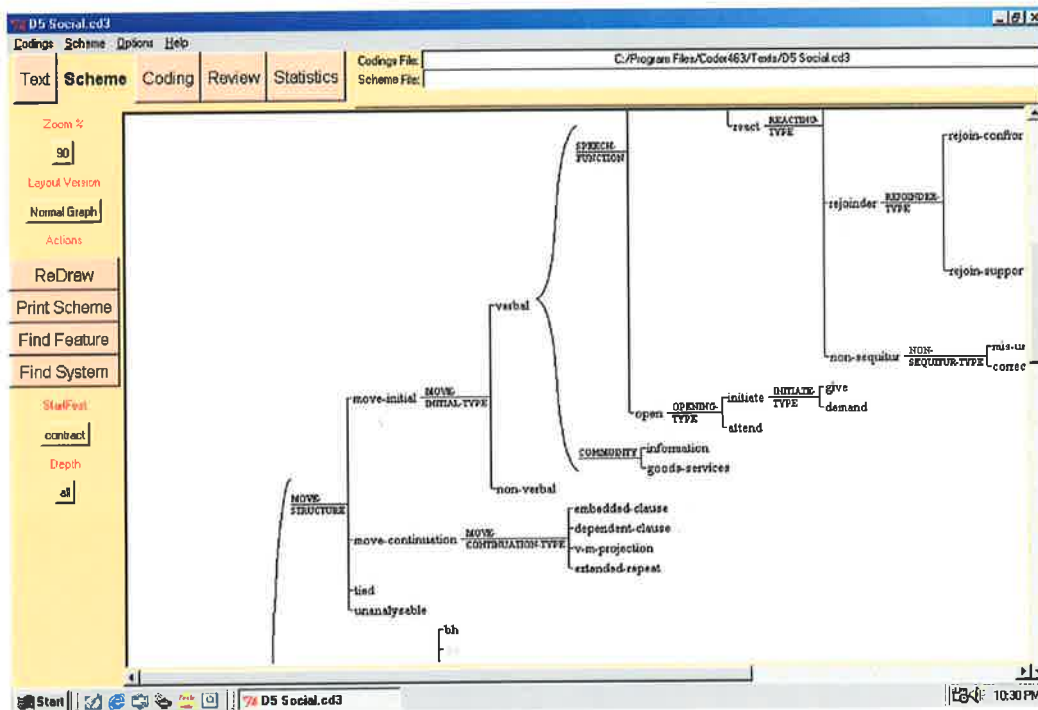 D5 Social.cd3
Codings Scheme Options Help
Text Scheme Coding Review Statistics
Codings File: C:/Program Files/Coder463/Texts/D5 Social.cd3
Scheme File:
Zoom %
90
Layout Version
Normal Graph
Actions
ReDraw
Print Scheme
Find Feature
Find System
StartFeat
contract
Depth
all
react REACTING-
TYPE
rejoin-confron
SPEECH-
FUNCTION
rejoinder REJOINDER-
TYPE
rejoin-suppor
verbal
non-sequitur NON-
SEQUITUR-TYPE
mis-ur
correc
move-initial MOVE-
INITIAL-TYPE
open OPENING-
TYPE
initiate INITIATE-
TYPE
give
demand
attend
COMMODITY
information
goods-services
non-verbal
MOVE-
STRUCTURE
move-continuation MOVE-
CONTINUATION-TYPE
embedded-clause
dependent-clause
v-m-projection
extended-repeat
tied
unanalysable
bh
Start D5 Social.cd3 10:30 PM